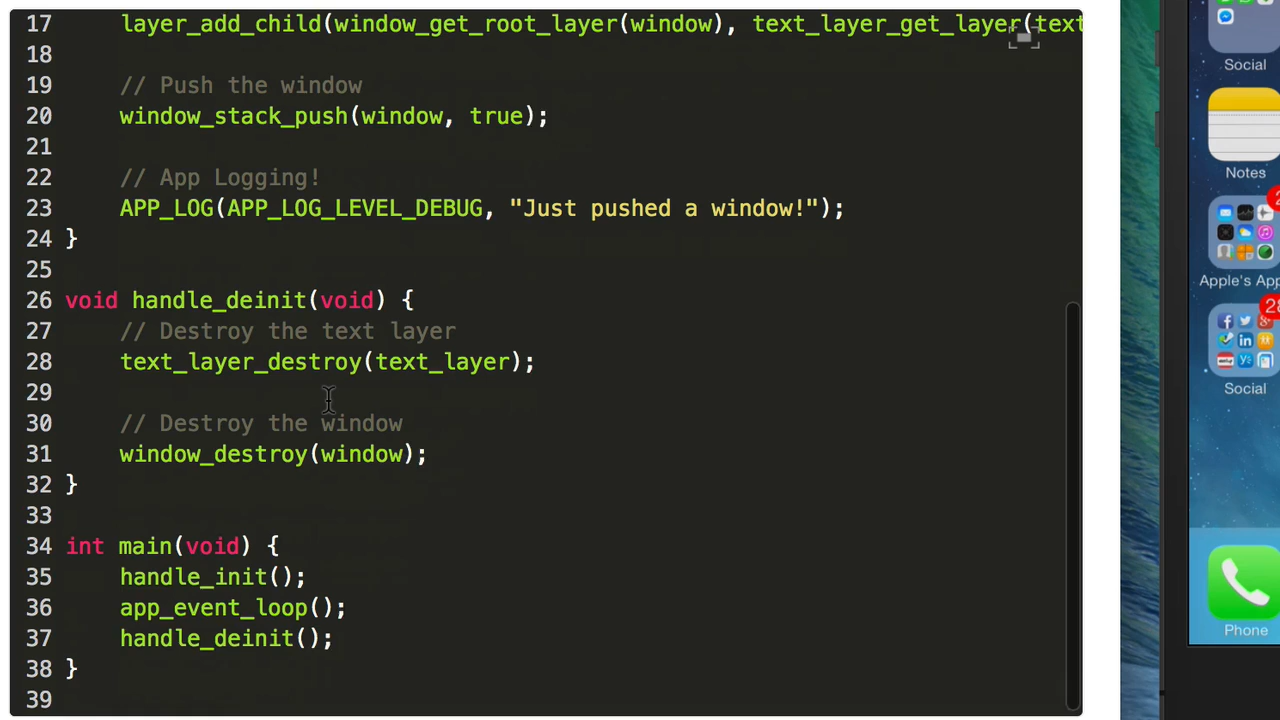 17 layer_add_child(window_get_root_layer(window), text_layer_get_layer(text
18
19 // Push the window
20 window_stack_push(window, true);
21
22 // App Logging!
23 APP_LOG(APP_LOG_LEVEL_DEBUG, "Just pushed a window!");
24 }
25
26 void handle_deinit(void) {
27 // Destroy the text layer
28 text_layer_destroy(text_layer);
29
30 // Destroy the window
31 window_destroy(window);
32 }
33
34 int main(void) {
35 handle_init();
36 app_event_loop();
37 handle_deinit();
38 }
39
Social
Notes
Apple's App
Social
Phone